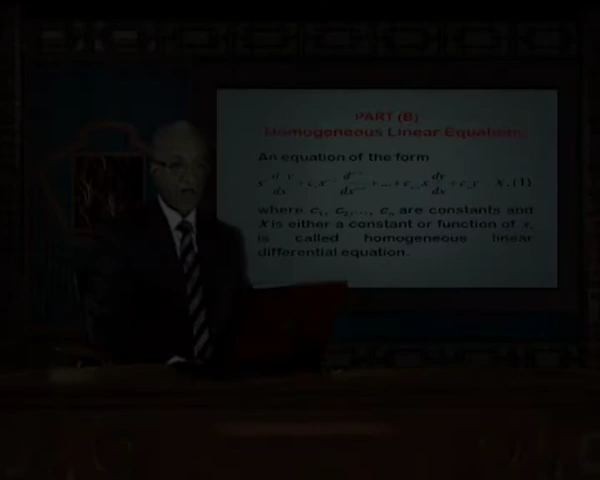 PART (B)
Homogeneous Linear Equations
An equation of the form
where c₁, c₂,..., cₙ are constants and
X is either a constant or function of x,
is called homogeneous linear
differential equation.